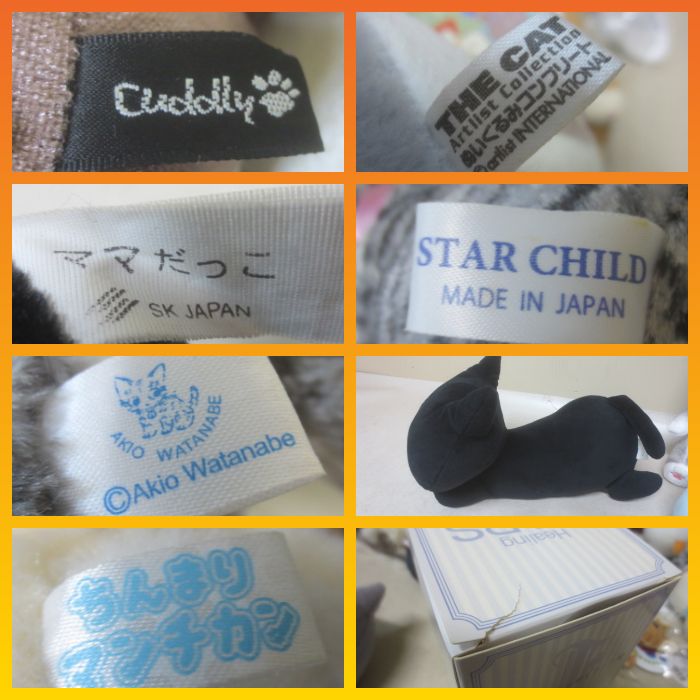 Cuddly
THE CAT
Artlist Collection
ぬいぐるみコンプリート
© artlist INTERNATIONAL
ママだっこ
SK JAPAN
STAR CHILD
MADE IN JAPAN
AKIO WATANABE
©Akio Watanabe
ちんまり
マンチカン
Healing